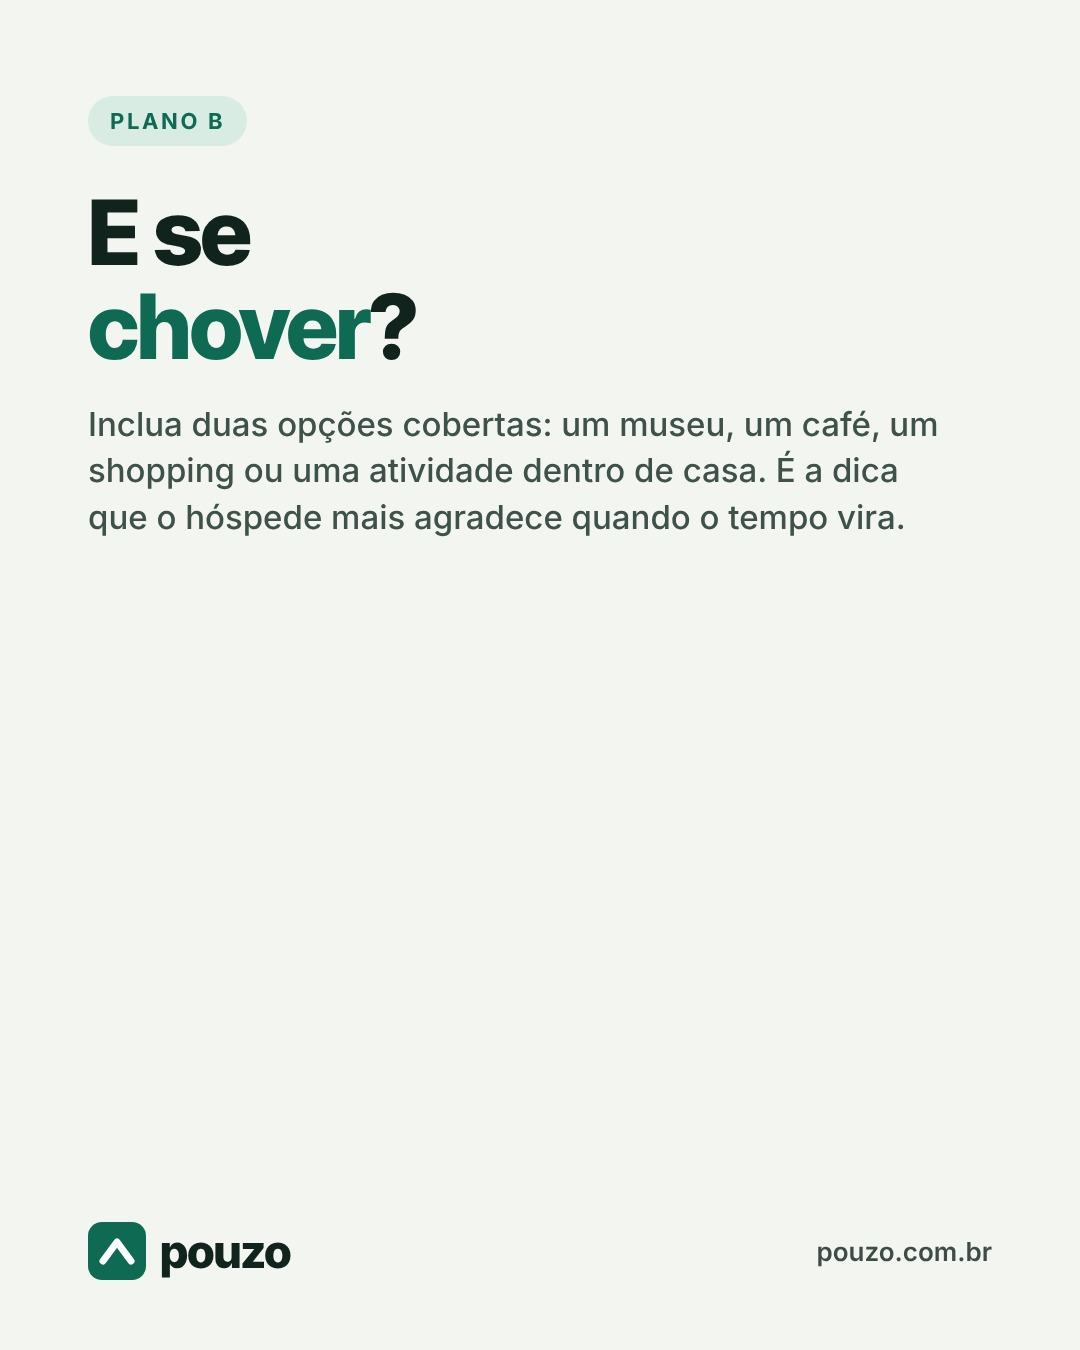 PLANO B
E se
chover?
Inclua duas opções cobertas: um museu, um café, um
shopping ou uma atividade dentro de casa. É a dica
que o hóspede mais agradece quando o tempo vira.
pouzo
pouzo.com.br